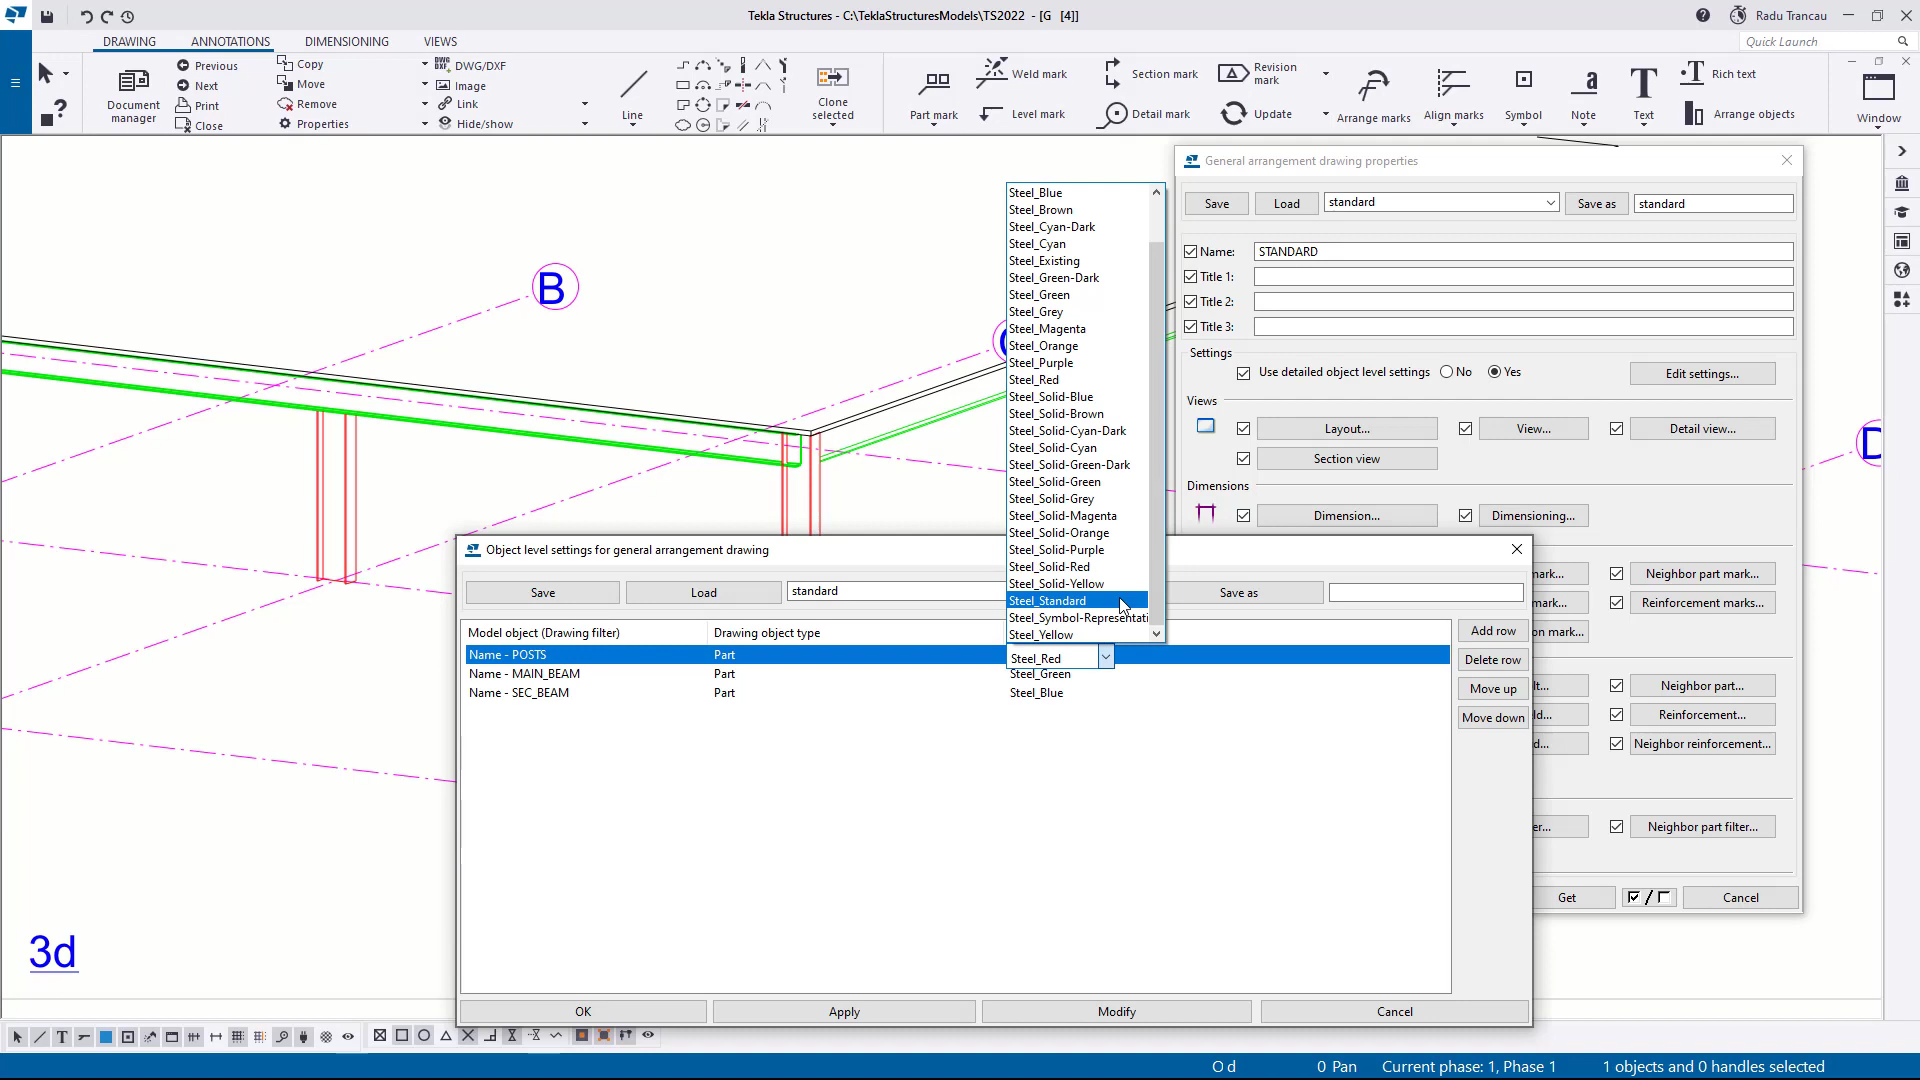 Tekla Structures - C:\TeklaStructuresModels\TS2022 - [G [4]]
Radu Trancau
DRAWING ANNOTATIONS DIMENSIONING VIEWS
Quick Launch
Document manager
Previous
Next
Print
Close
Copy
Move
Remove
Properties
DWG/DXF
Image
Link
Hide/show
Line
Clone selected
Part mark
Weld mark
Level mark
Section mark
Detail mark
Revision mark
Update
Arrange marks
Align marks
Symbol
Note
Text
Rich text
Arrange objects
Window
B
D
3d
General arrangement drawing properties
Save Load standard Save as standard
Name: STANDARD
Title 1:
Title 2:
Title 3:
Settings
Use detailed object level settings No Yes Edit settings...
Views
Layout... View... Detail view...
Section view
Dimensions
Dimension... Dimensioning...
mark... Neighbor part mark...
mark... Reinforcement marks...
on mark...
Neighbor part...
Reinforcement...
Neighbor reinforcement...
Neighbor part filter...
Get Cancel
Steel_Blue
Steel_Brown
Steel_Cyan-Dark
Steel_Cyan
Steel_Existing
Steel_Green-Dark
Steel_Green
Steel_Grey
Steel_Magenta
Steel_Orange
Steel_Purple
Steel_Red
Steel_Solid-Blue
Steel_Solid-Brown
Steel_Solid-Cyan-Dark
Steel_Solid-Cyan
Steel_Solid-Green-Dark
Steel_Solid-Green
Steel_Solid-Grey
Steel_Solid-Magenta
Steel_Solid-Orange
Steel_Solid-Purple
Steel_Solid-Red
Steel_Solid-Yellow
Steel_Standard
Steel_Symbol-Representati
Steel_Yellow
Object level settings for general arrangement drawing
Save Load standard Save as
Model object (Drawing filter) Drawing object type
Name - POSTS Part Steel_Red
Name - MAIN_BEAM Part Steel_Green
Name - SEC_BEAM Part Steel_Blue
Add row
Delete row
Move up
Move down
OK Apply Modify Cancel
O d 0 Pan Current phase: 1, Phase 1 1 objects and 0 handles selected